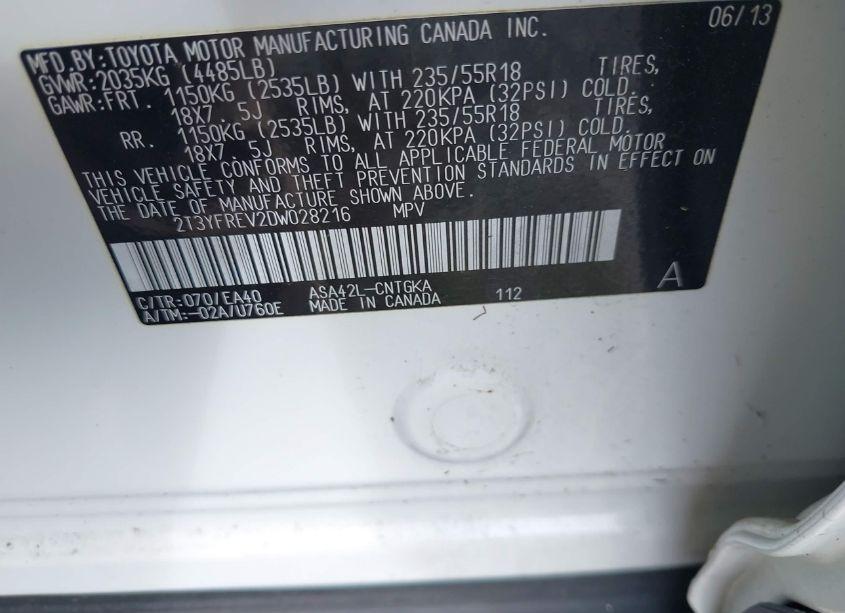 MFD.BY:TOYOTA MOTOR MANUFACTURING CANADA INC. 06/13
GVWR:2035KG (4485LB)
GAWR:FRT. 1150KG (2535LB) WITH 235/55R18 TIRES,
18X7.5J RIMS, AT 220KPA (32PSI) COLD.
RR. 1150KG (2535LB) WITH 235/55R18 TIRES,
18X7.5J RIMS, AT 220KPA (32PSI) COLD.
THIS VEHICLE CONFORMS TO ALL APPLICABLE FEDERAL MOTOR
VEHICLE SAFETY AND THEFT PREVENTION STANDARDS IN EFFECT ON
THE DATE OF MANUFACTURE SHOWN ABOVE.
2T3YFREV2DW028216 MPV
C/TR:070/EA40 ASA42L-CNTGKA 112 A
A/TM:-02A/U760E MADE IN CANADA